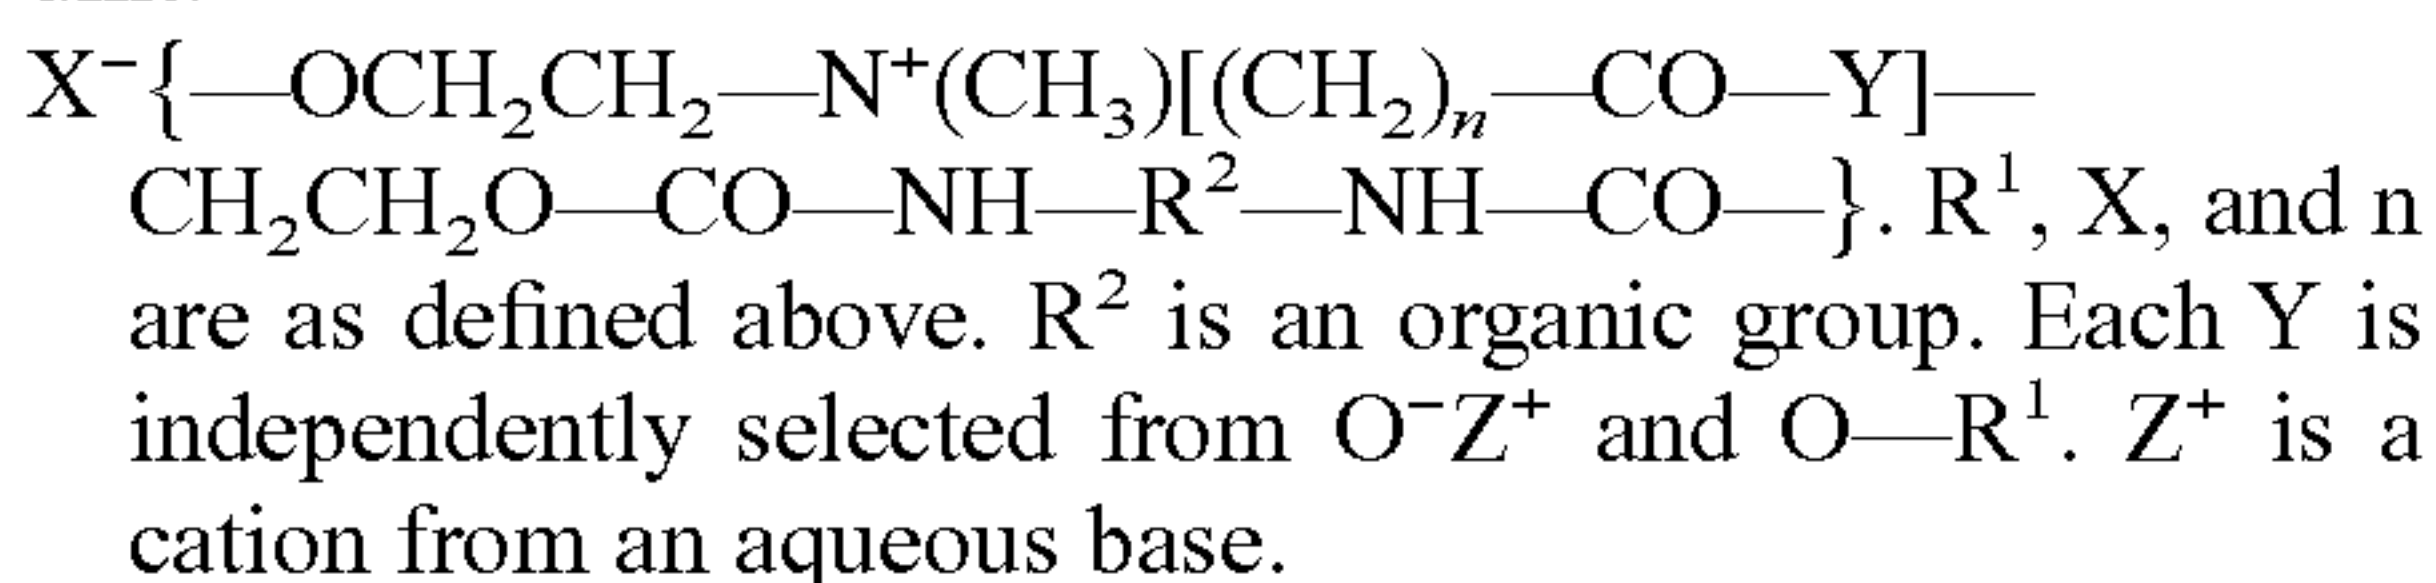 X⁻{—OCH₂CH₂—N⁺(CH₃)[(CH₂)ₙ—CO—Y]—
CH₂CH₂O—CO—NH—R²—NH—CO—}. R¹, X, and n
are as defined above. R² is an organic group. Each Y is
independently selected from O⁻Z⁺ and O—R¹. Z⁺ is a
cation from an aqueous base.